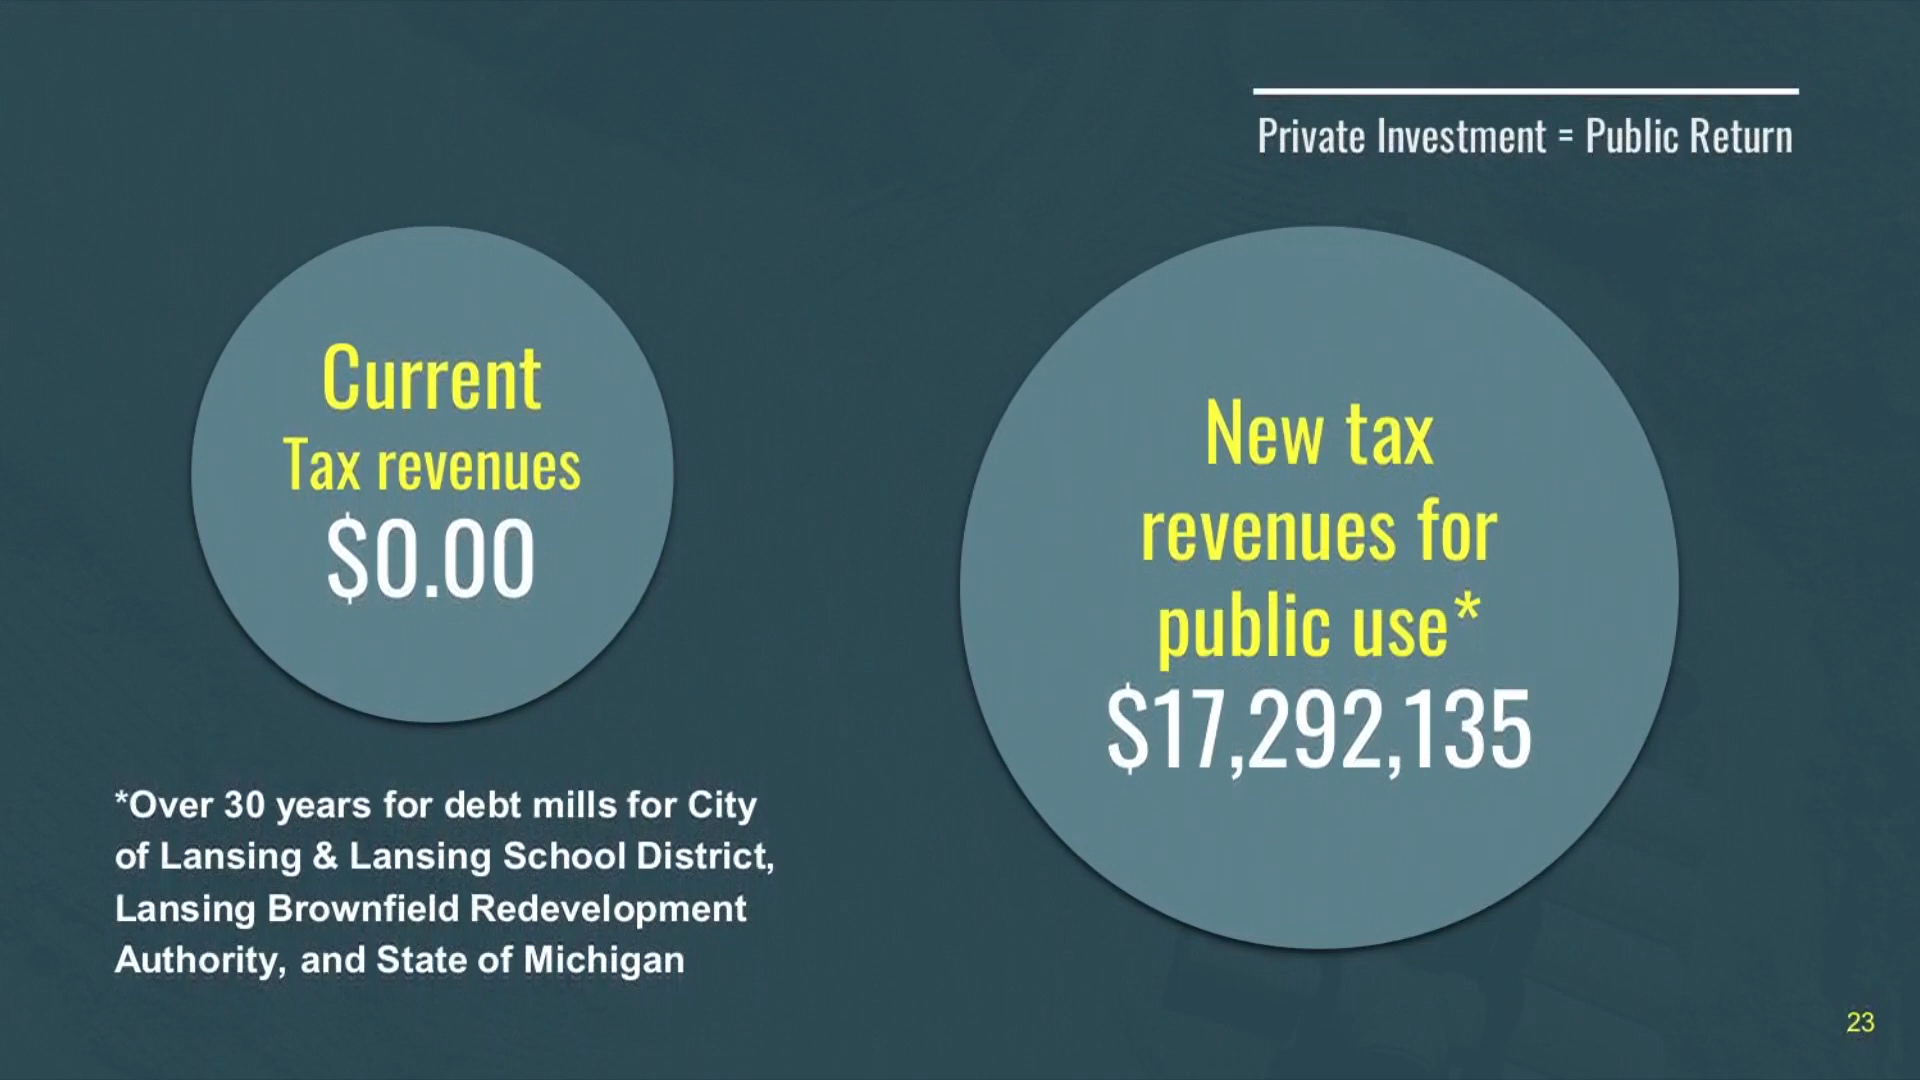 Private Investment = Public Return
Current
Tax revenues
$0.00
New tax
revenues for
public use*
$17,292,135
*Over 30 years for debt mills for City
of Lansing & Lansing School District,
Lansing Brownfield Redevelopment
Authority, and State of Michigan
23